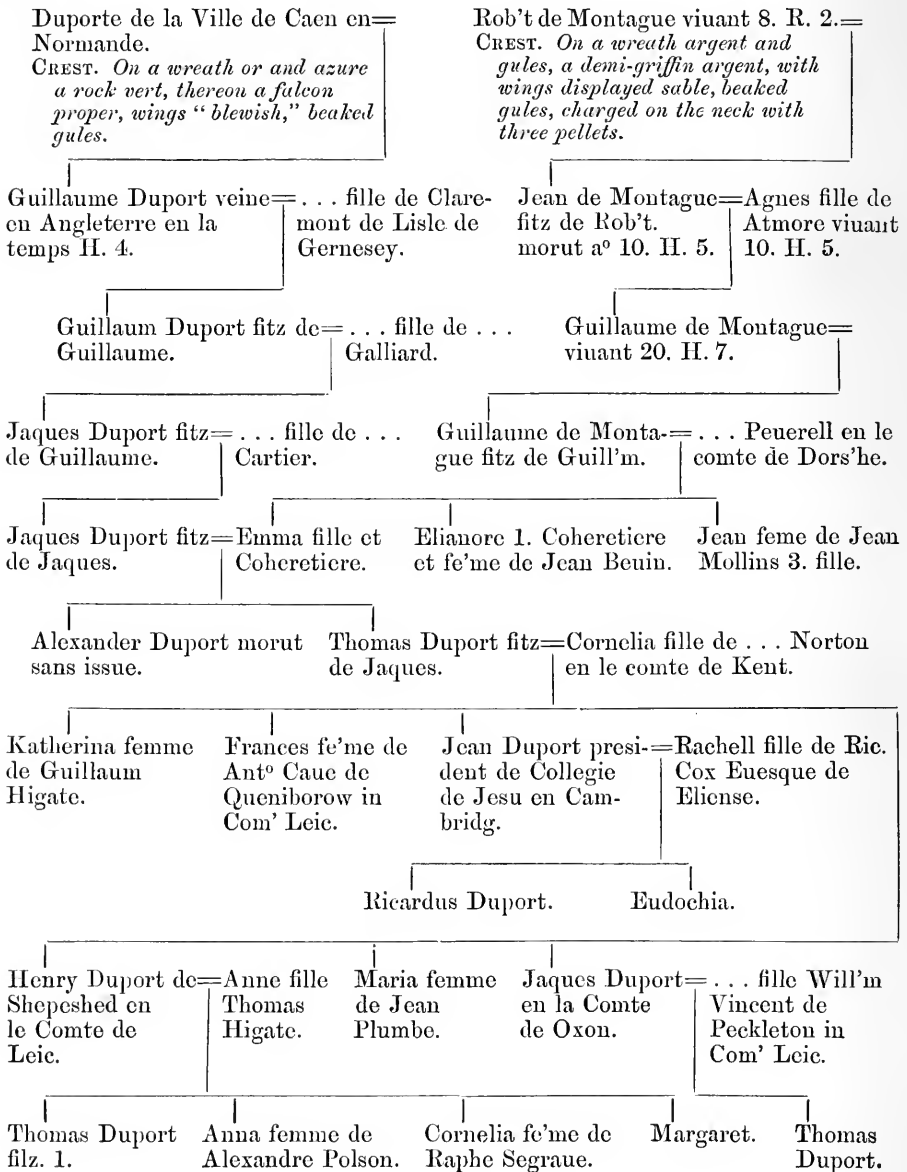 Duporte de la Ville de Caen en=
Normande.
CREST. On a wreath or and azure
a rock vert, thereon a falcon
proper, wings “blewish,” beaked
gules.
Rob't de Montague viuant 8. R. 2.=
CREST. On a wreath argent and
gules, a demi-griffin argent, with
wings displayed sable, beaked
gules, charged on the neck with
three pellets.
Guillaume Duport veine=. . . fille de Clare-
en Angleterre en la mont de Lisle de
temps H. 4. Gernesey.
Jean de Montague=Agnes fille de
fitz de Rob't. Atmore viuant
morut aº 10. H. 5. 10. H. 5.
Guillaum Duport fitz de=. . . fille de . . .
Guillaume. Galliard.
Guillaume de Montague=
viuant 20. H. 7.
Jaques Duport fitz=. . . fille de . . .
de Guillaume. Cartier.
Guillaume de Monta-=. . . Peuerell en le
gue fitz de Guill'm. comte de Dors'he.
Jaques Duport fitz=Emma fille et
de Jaques. Coheretiere.
Elianore 1. Coheretiere
et fe'me de Jean Beuin.
Jean feme de Jean
Mollins 3. fille.
Alexander Duport morut
sans issue.
Thomas Duport fitz=Cornelia fille de . . . Norton
de Jaques. en le comte de Kent.
Katherina femme
de Guillaum
Higate.
Frances fe'me de
Antº Caue de
Queniborow in
Com' Leic.
Jean Duport presi-=Rachell fille de Ric.
dent de Collegie Cox Euesque de
de Jesu en Cam- Eliense.
bridg.
Ricardus Duport.
Eudochia.
Henry Duport de=Anne fille
Shepeshed en Thomas
le Comte de Higate.
Leic.
Maria femme
de Jean
Plumbe.
Jaques Duport=. . . fille Will'm
en la Comte Vincent de
de Oxon. Peckleton in
Com' Leic.
Thomas Duport
filz. 1.
Anna femme de
Alexandre Polson.
Cornelia fe'me de
Raphe Segraue.
Margaret.
Thomas
Duport.